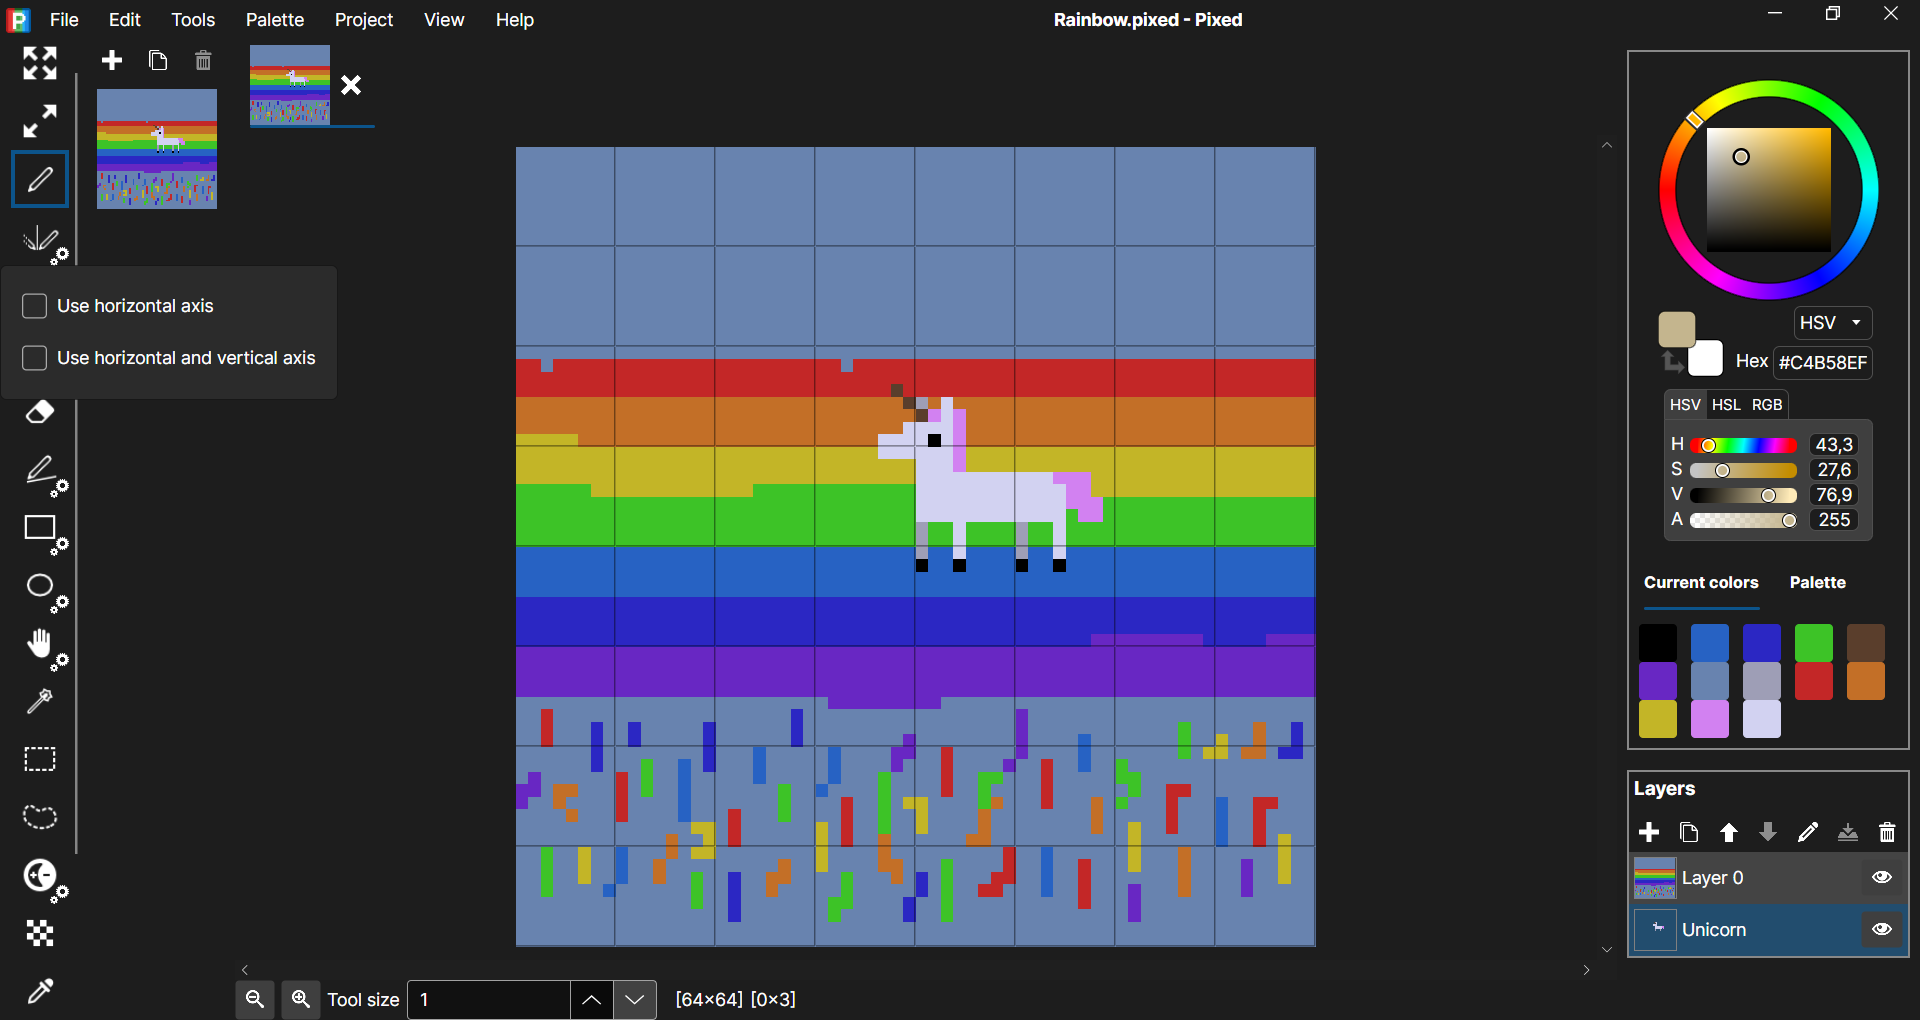 P File Edit Tools Palette Project View Help Rainbow.pixed - Pixed
Use horizontal axis
Use horizontal and vertical axis
HSV
Hex #C4B58EF
HSV HSL RGB
H 43,3
S 27,6
V 76,9
A 255
Current colors Palette
Layers
Layer 0
Unicorn
Tool size 1 [64×64] [0×3]